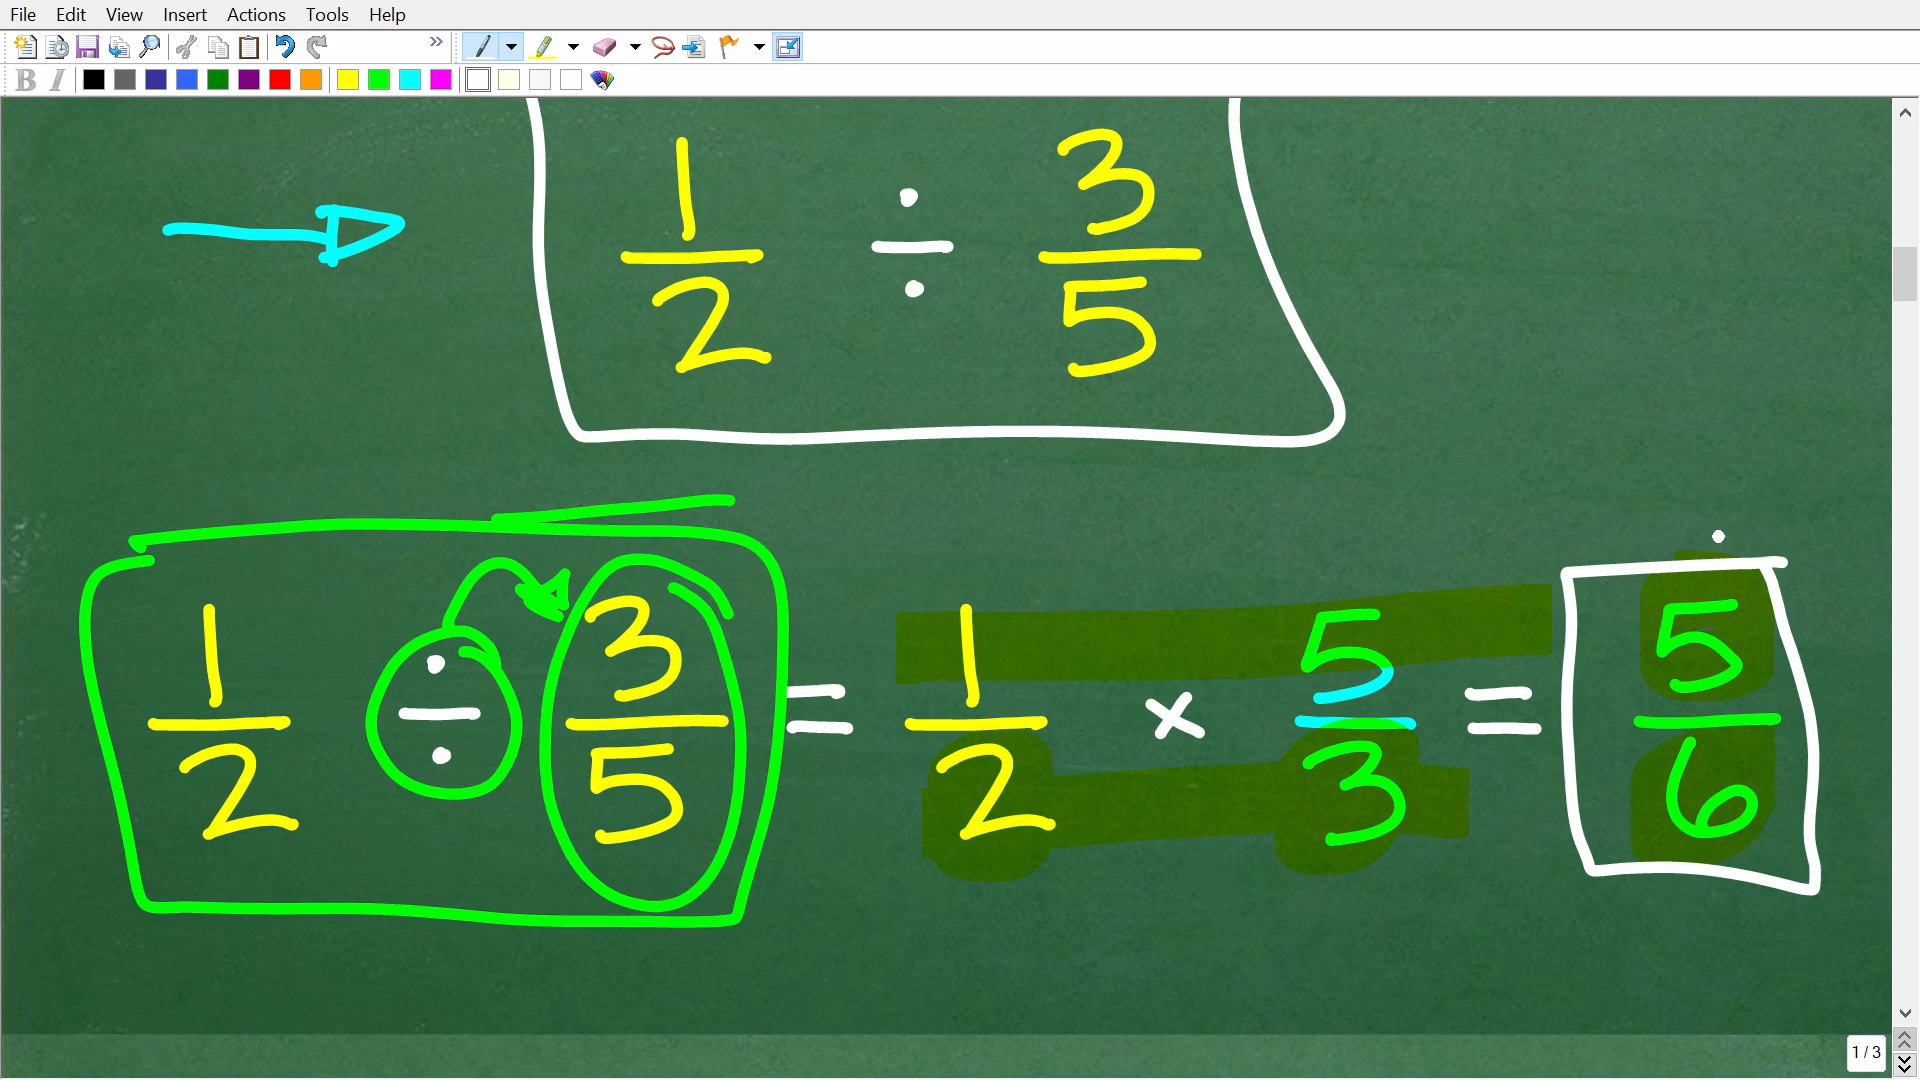 File Edit View Insert Actions Tools Help
B I
1/2 ÷ 3/5
1/2 ÷ 3/5 = 1/2 × 5/3 = 5/6
1 / 3